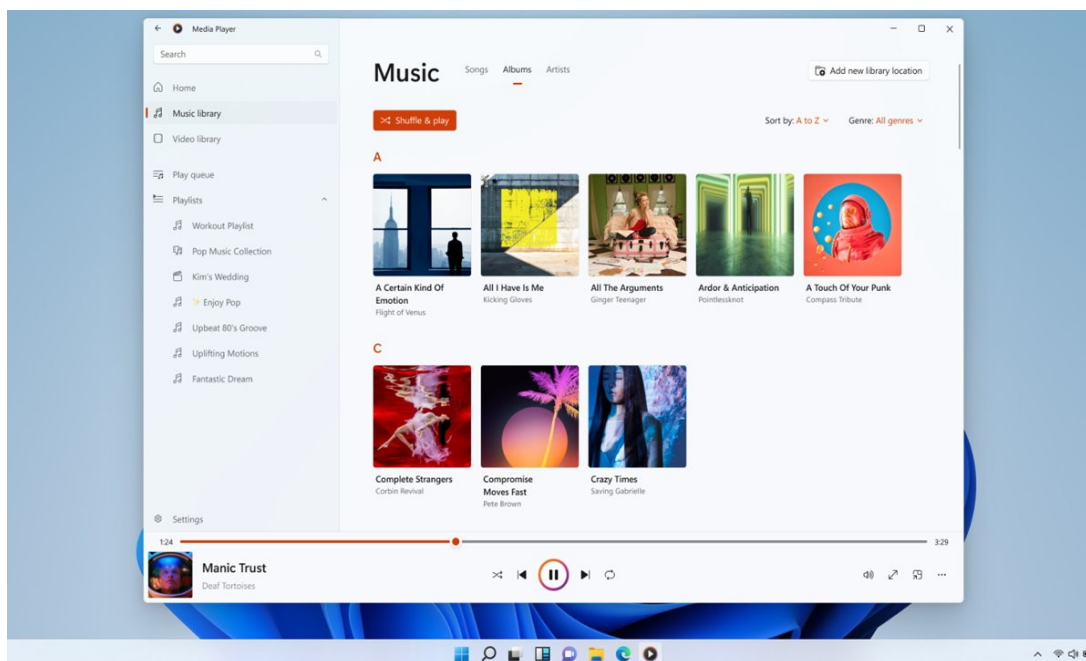 Media Player
Search
Home
Music library
Video library
Play queue
Playlists
Workout Playlist
Pop Music Collection
Kim's Wedding
✨ Enjoy Pop
Upbeat 80's Groove
Uplifting Motions
Fantastic Dream
Settings
Music
Songs Albums Artists
Add new library location
Shuffle & play
Sort by: A to Z
Genre: All genres
A
A Certain Kind Of
Emotion
Flight of Venus
All I Have Is Me
Kicking Gloves
All The Arguments
Ginger Teenager
Ardor & Anticipation
Pointlessknot
A Touch Of Your Punk
Compass Tribute
C
Complete Strangers
Corbin Revival
Compromise
Moves Fast
Pete Brown
Crazy Times
Saving Gabrielle
1:24
3:29
Manic Trust
Deaf Tortoises